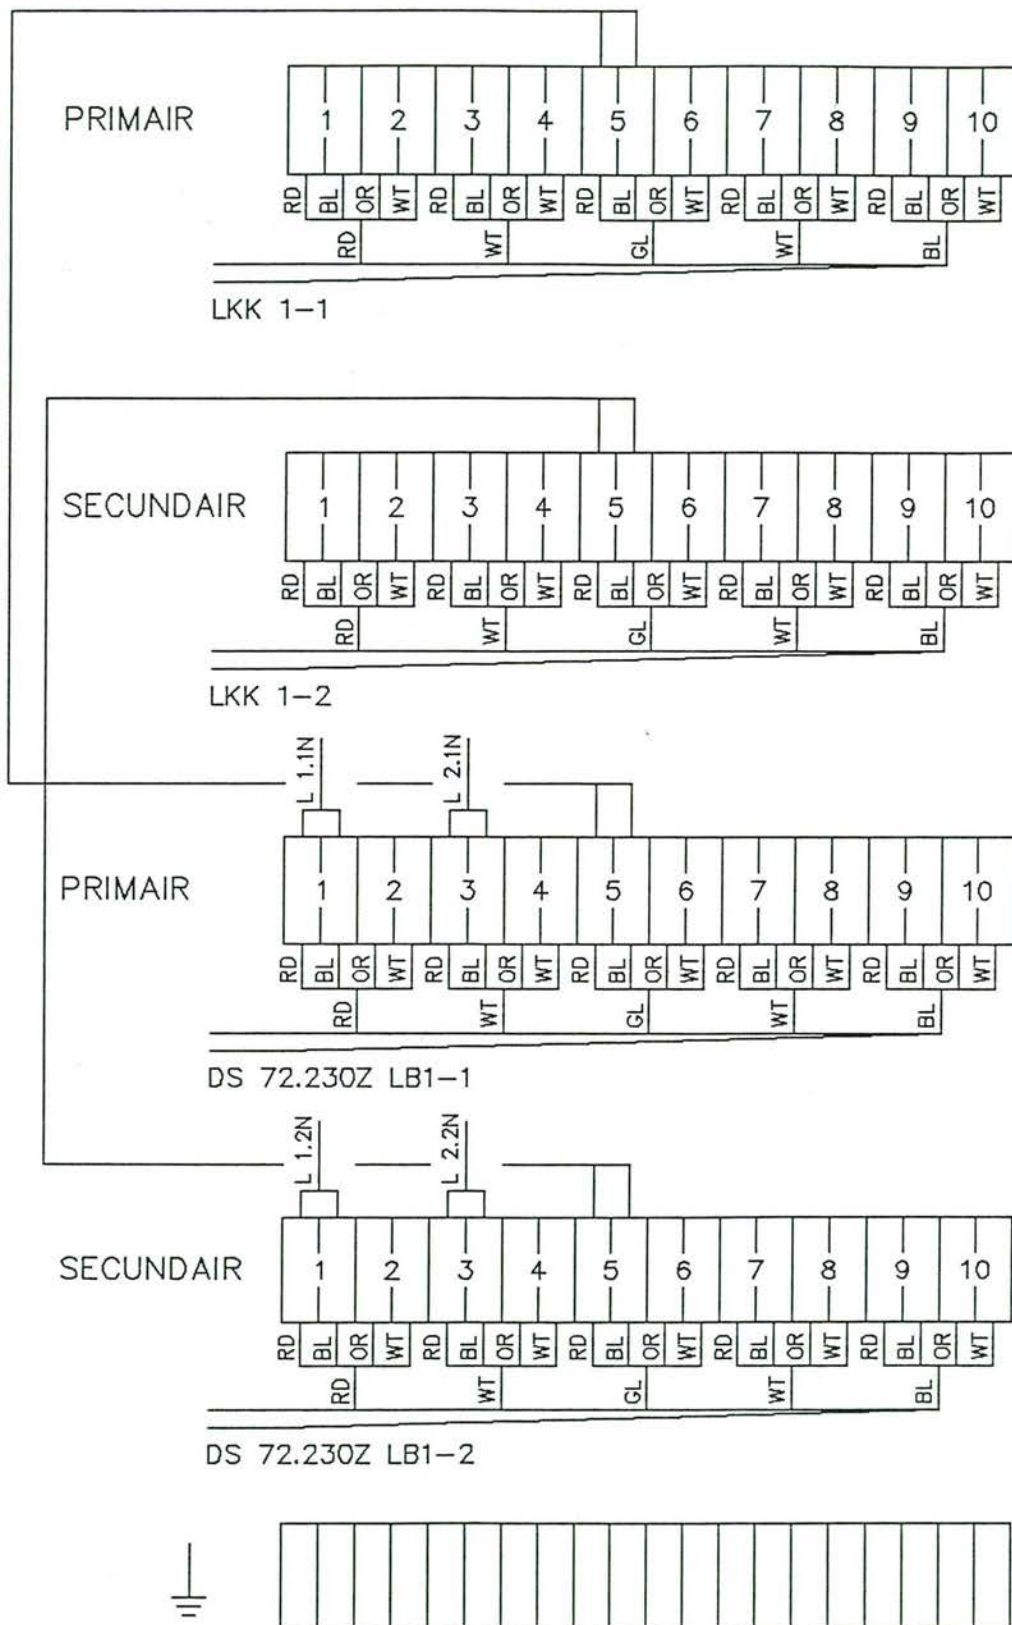 PRIMAIR 1 2 3 4 5 6 7 8 9 10
RD BL OR WT RD BL OR WT RD BL OR WT RD BL OR WT RD BL OR WT
RD WT GL WT BL
LKK 1-1
SECUNDAIR 1 2 3 4 5 6 7 8 9 10
RD BL OR WT RD BL OR WT RD BL OR WT RD BL OR WT RD BL OR WT
RD WT GL WT BL
LKK 1-2
L 1.1N L 2.1N
PRIMAIR 1 2 3 4 5 6 7 8 9 10
RD BL OR WT RD BL OR WT RD BL OR WT RD BL OR WT RD BL OR WT
RD WT GL WT BL
DS 72.230Z LB1-1
L 1.2N L 2.2N
SECUNDAIR 1 2 3 4 5 6 7 8 9 10
RD BL OR WT RD BL OR WT RD BL OR WT RD BL OR WT RD BL OR WT
RD WT GL WT BL
DS 72.230Z LB1-2